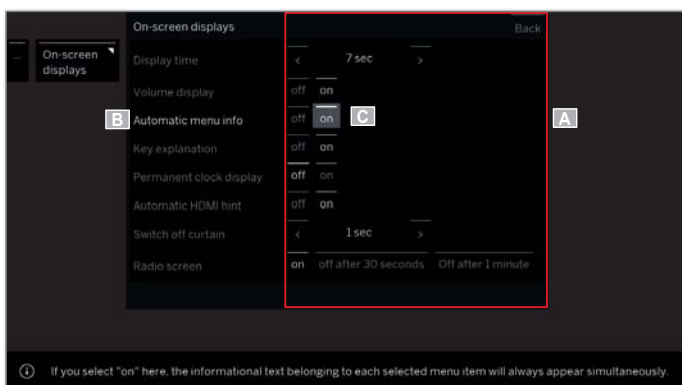 On-screen displays
Back
... On-screen
displays
Display time < 7 sec >
Volume display off on
B Automatic menu info off on C A
Key explanation off on
Permanent clock display off on
Automatic HDMI hint off on
Switch off curtain < 1 sec >
Radio screen on off after 30 seconds Off after 1 minute
i If you select "on" here, the informational text belonging to each selected menu item will always appear simultaneously.